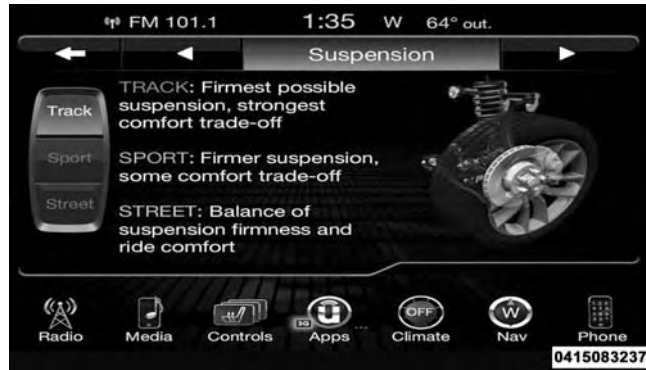 FM 101.1 1:35 W 64° out.
Suspension
Track
Sport
Street
TRACK: Firmest possible
suspension, strongest
comfort trade-off
SPORT: Firmer suspension,
some comfort trade-off
STREET: Balance of
suspension firmness and
ride comfort
3G
OFF
W
Radio Media Controls Apps Climate Nav Phone
0415083237